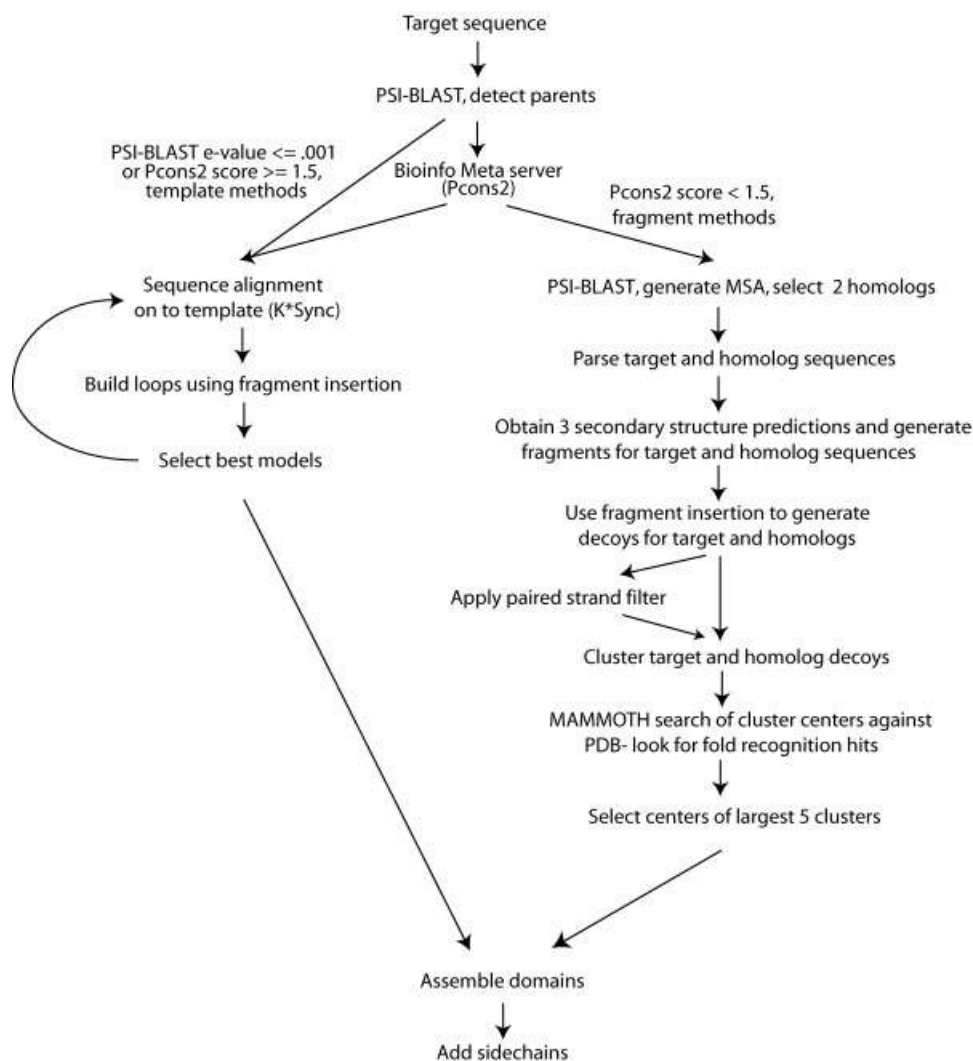 Target sequence
PSI-BLAST, detect parents
PSI-BLAST e-value <= .001
or Pcons2 score >= 1.5,
template methods
Bioinfo Meta server
(Pcons2)
Pcons2 score < 1.5,
fragment methods
Sequence alignment
on to template (K*Sync)
Build loops using fragment insertion
Select best models
PSI-BLAST, generate MSA, select 2 homologs
Parse target and homolog sequences
Obtain 3 secondary structure predictions and generate
fragments for target and homolog sequences
Use fragment insertion to generate
decoys for target and homologs
Apply paired strand filter
Cluster target and homolog decoys
MAMMOTH search of cluster centers against
PDB- look for fold recognition hits
Select centers of largest 5 clusters
Assemble domains
Add sidechains